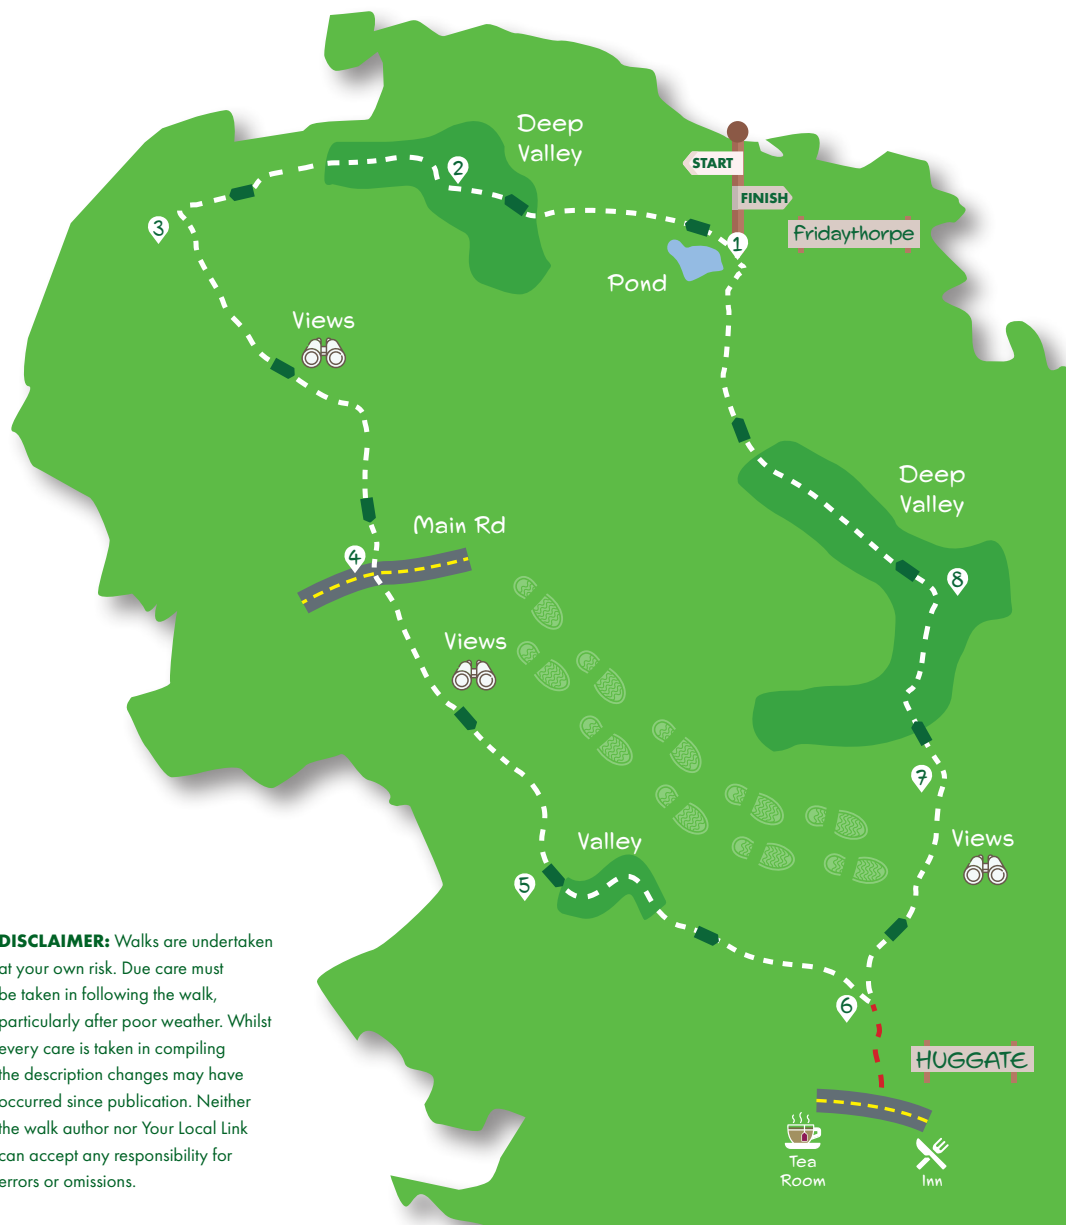 Deep
Valley
START
FINISH
2
3
1
Fridaythorpe
Pond
Views
Deep
Valley
Main Rd
4
8
Views
7
Valley
Views
5
DISCLAIMER: Walks are undertaken
at your own risk. Due care must
be taken in following the walk,
particularly after poor weather. Whilst
every care is taken in compiling
the description changes may have
occurred since publication. Neither
the walk author nor Your Local Link
can accept any responsibility for
errors or omissions.
6
HUGGATE
Tea
Room
Inn